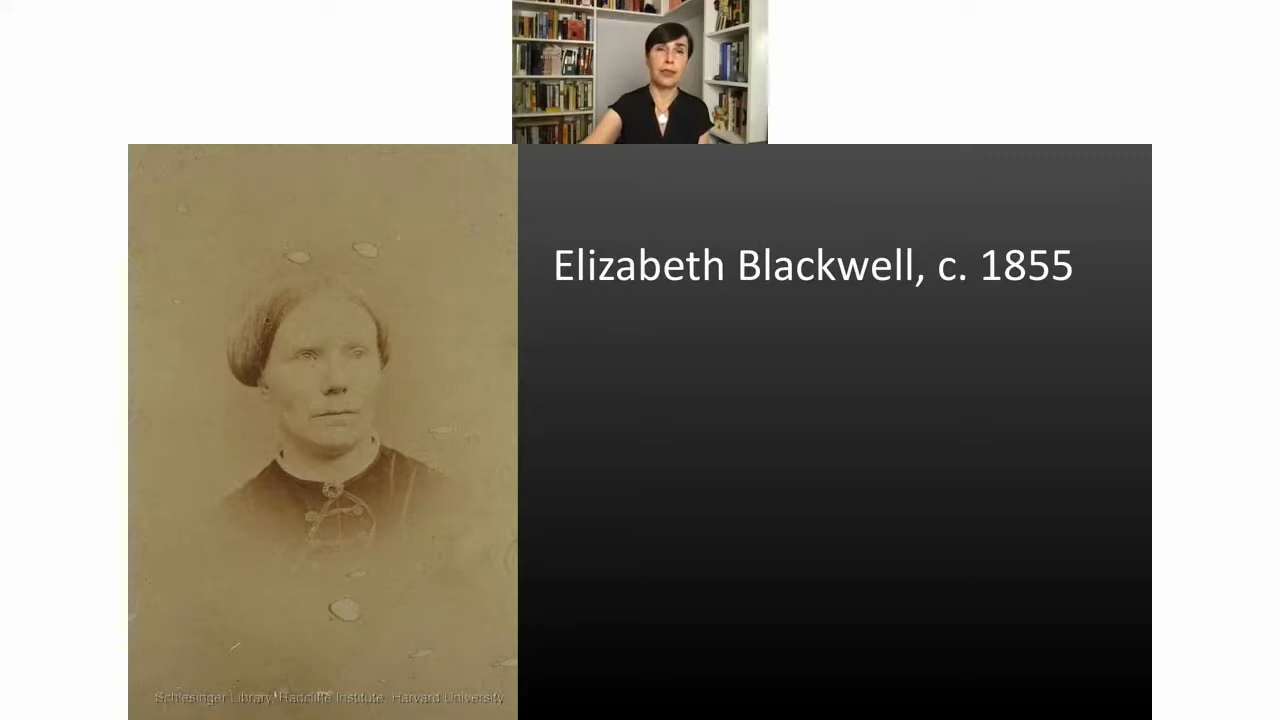 Elizabeth Blackwell, c. 1855
Schlesinger Library, Radcliffe Institute, Harvard University